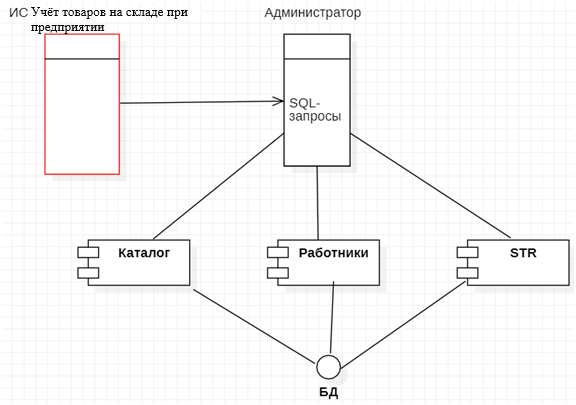 ИС Учёт товаров на складе при
предприятии
Администратор
SQL-
запросы
Каталог
Работники
STR
БД